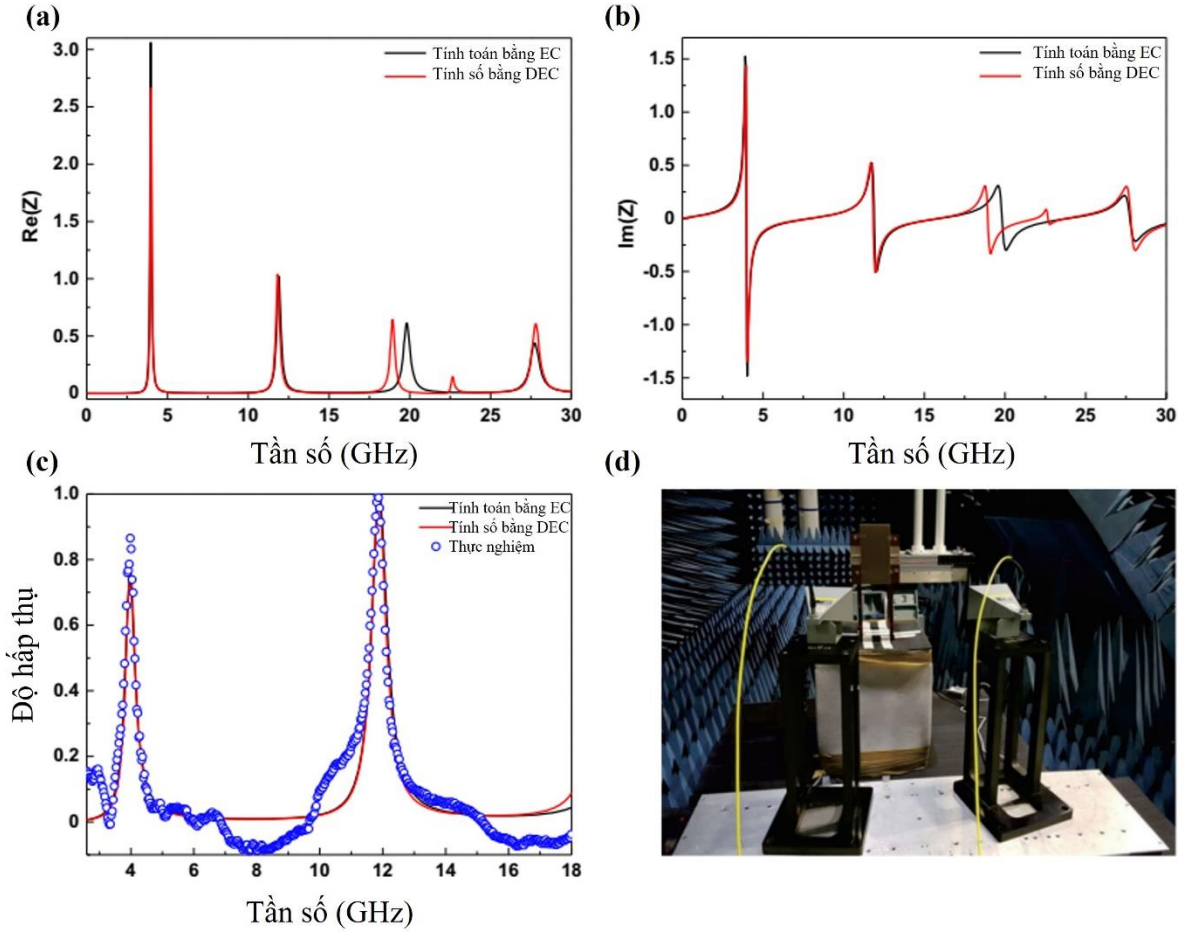 (a)
Tính toán bằng EC
Tính số bằng DEC
3.0
2.5
2.0
1.5
1.0
0.5
0
Re(Z)
0 5 10 15 20 25 30
Tần số (GHz)
(b)
Tính toán bằng EC
Tính số bằng DEC
1.5
1.0
0.5
0
-0.5
-1.0
-1.5
Im(Z)
0 5 10 15 20 25 30
Tần số (GHz)
(c)
Tính toán bằng EC
Tính số bằng DEC
Thực nghiệm
1.0
0.8
0.6
0.4
0.2
0
Độ hấp thụ
4 6 8 10 12 14 16 18
Tần số (GHz)
(d)